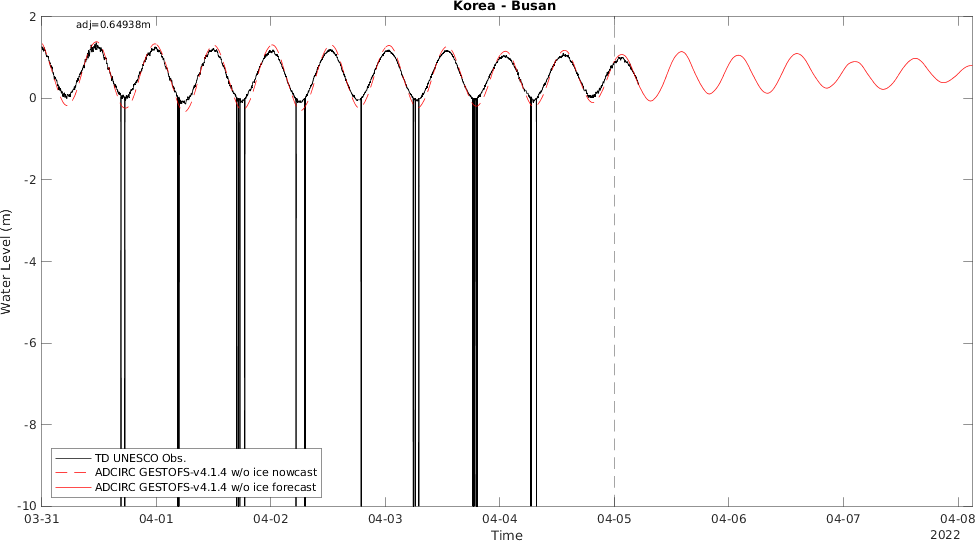 Korea - Busan
adj=0.64938m
2
0
-2
-4
-6
-8
-10
Water Level (m)
TD UNESCO Obs.
ADCIRC GESTOFS-v4.1.4 w/o ice nowcast
ADCIRC GESTOFS-v4.1.4 w/o ice forecast
03-31 04-01 04-02 04-03 04-04 04-05 04-06 04-07 04-08
Time
2022